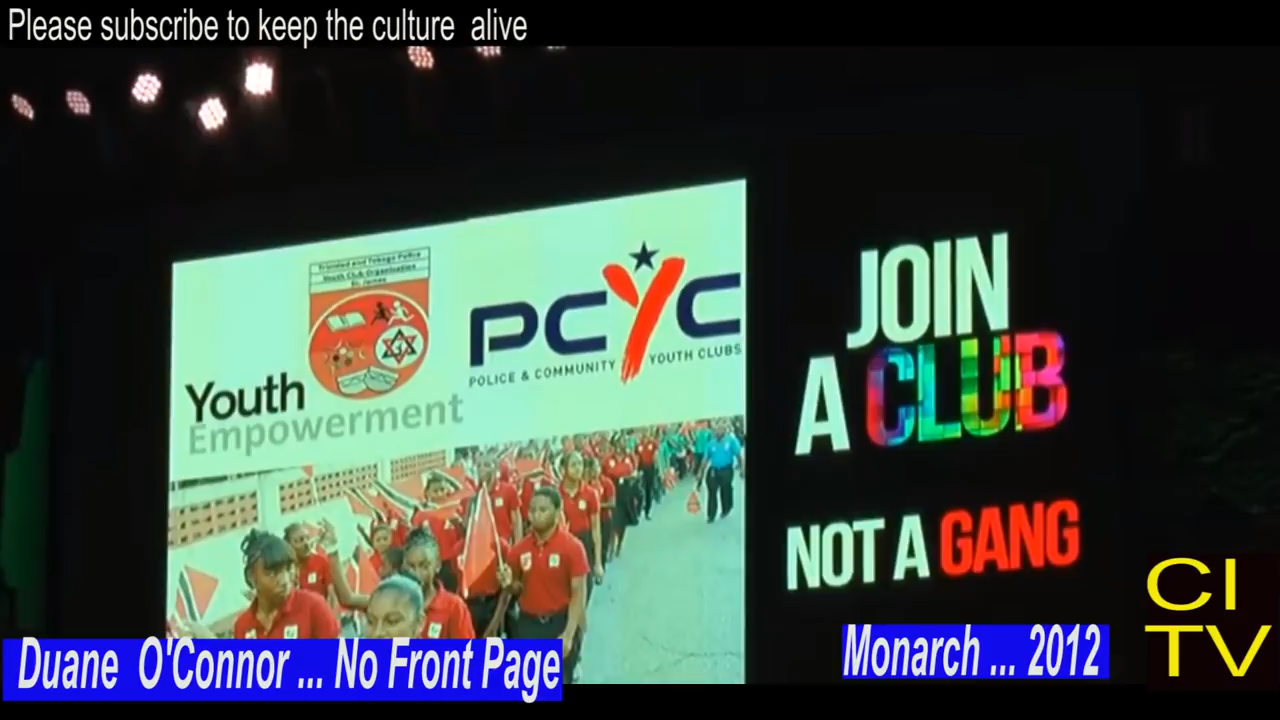 Please subscribe to keep the culture alive
Trinidad and Tobago Police
Youth Club Organisation
St. James
Youth
Empowerment
PCYC
POLICE & COMMUNITY YOUTH CLUBS
JOIN
A CLUB
NOT A GANG
Duane O'Connor ... No Front Page
Monarch ... 2012
CI
TV